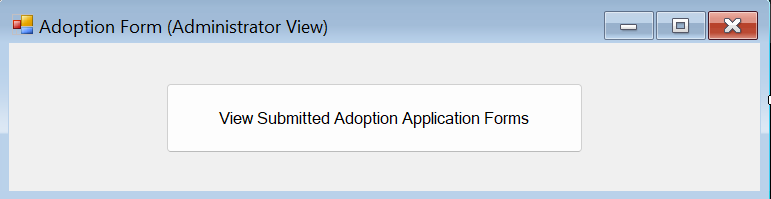 Adoption Form (Administrator View)
View Submitted Adoption Application Forms